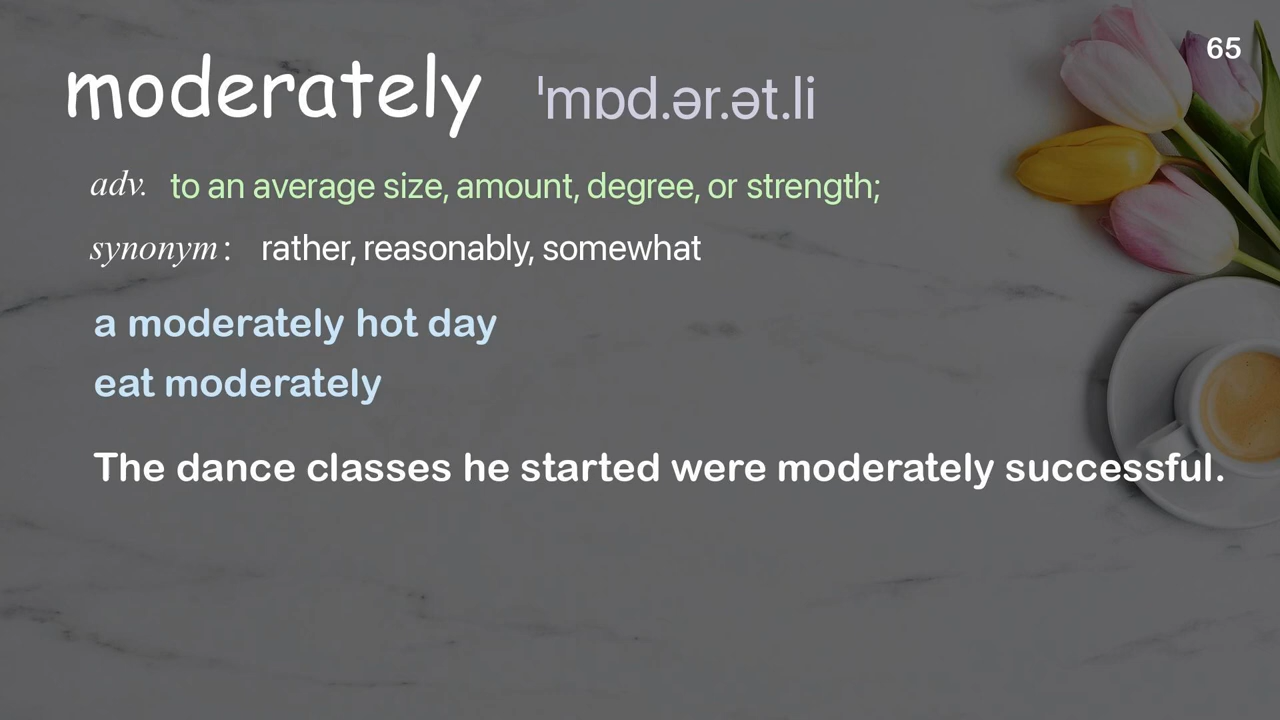 65
moderately ˈmɒd.ər.ət.li
adv. to an average size, amount, degree, or strength;
synonym: rather, reasonably, somewhat
a moderately hot day
eat moderately
The dance classes he started were moderately successful.